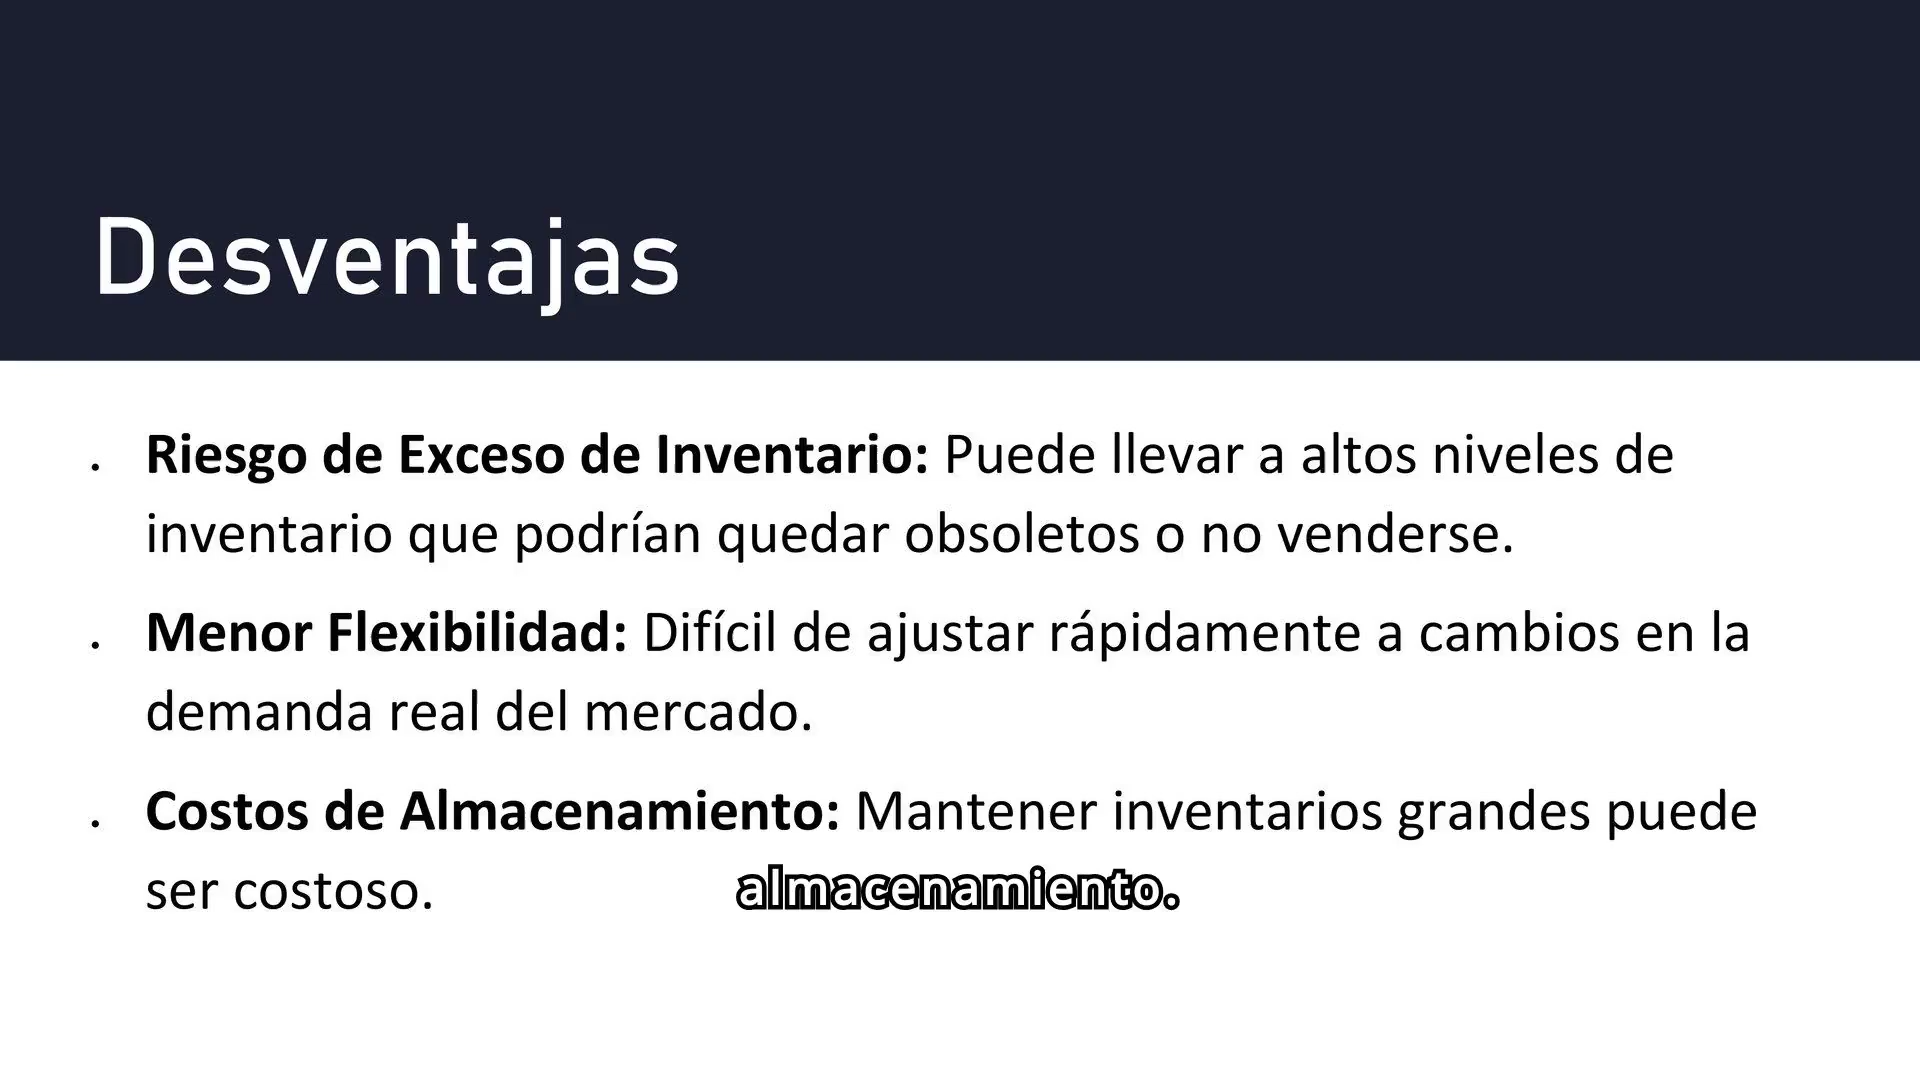 Desventajas
• Riesgo de Exceso de Inventario: Puede llevar a altos niveles de
inventario que podrían quedar obsoletos o no venderse.
• Menor Flexibilidad: Difícil de ajustar rápidamente a cambios en la
demanda real del mercado.
• Costos de Almacenamiento: Mantener inventarios grandes puede
ser costoso.
almacenamiento.